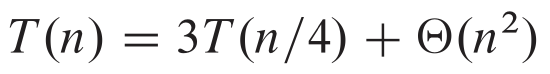 T(n) = 3T(n/4) + Θ(n²)